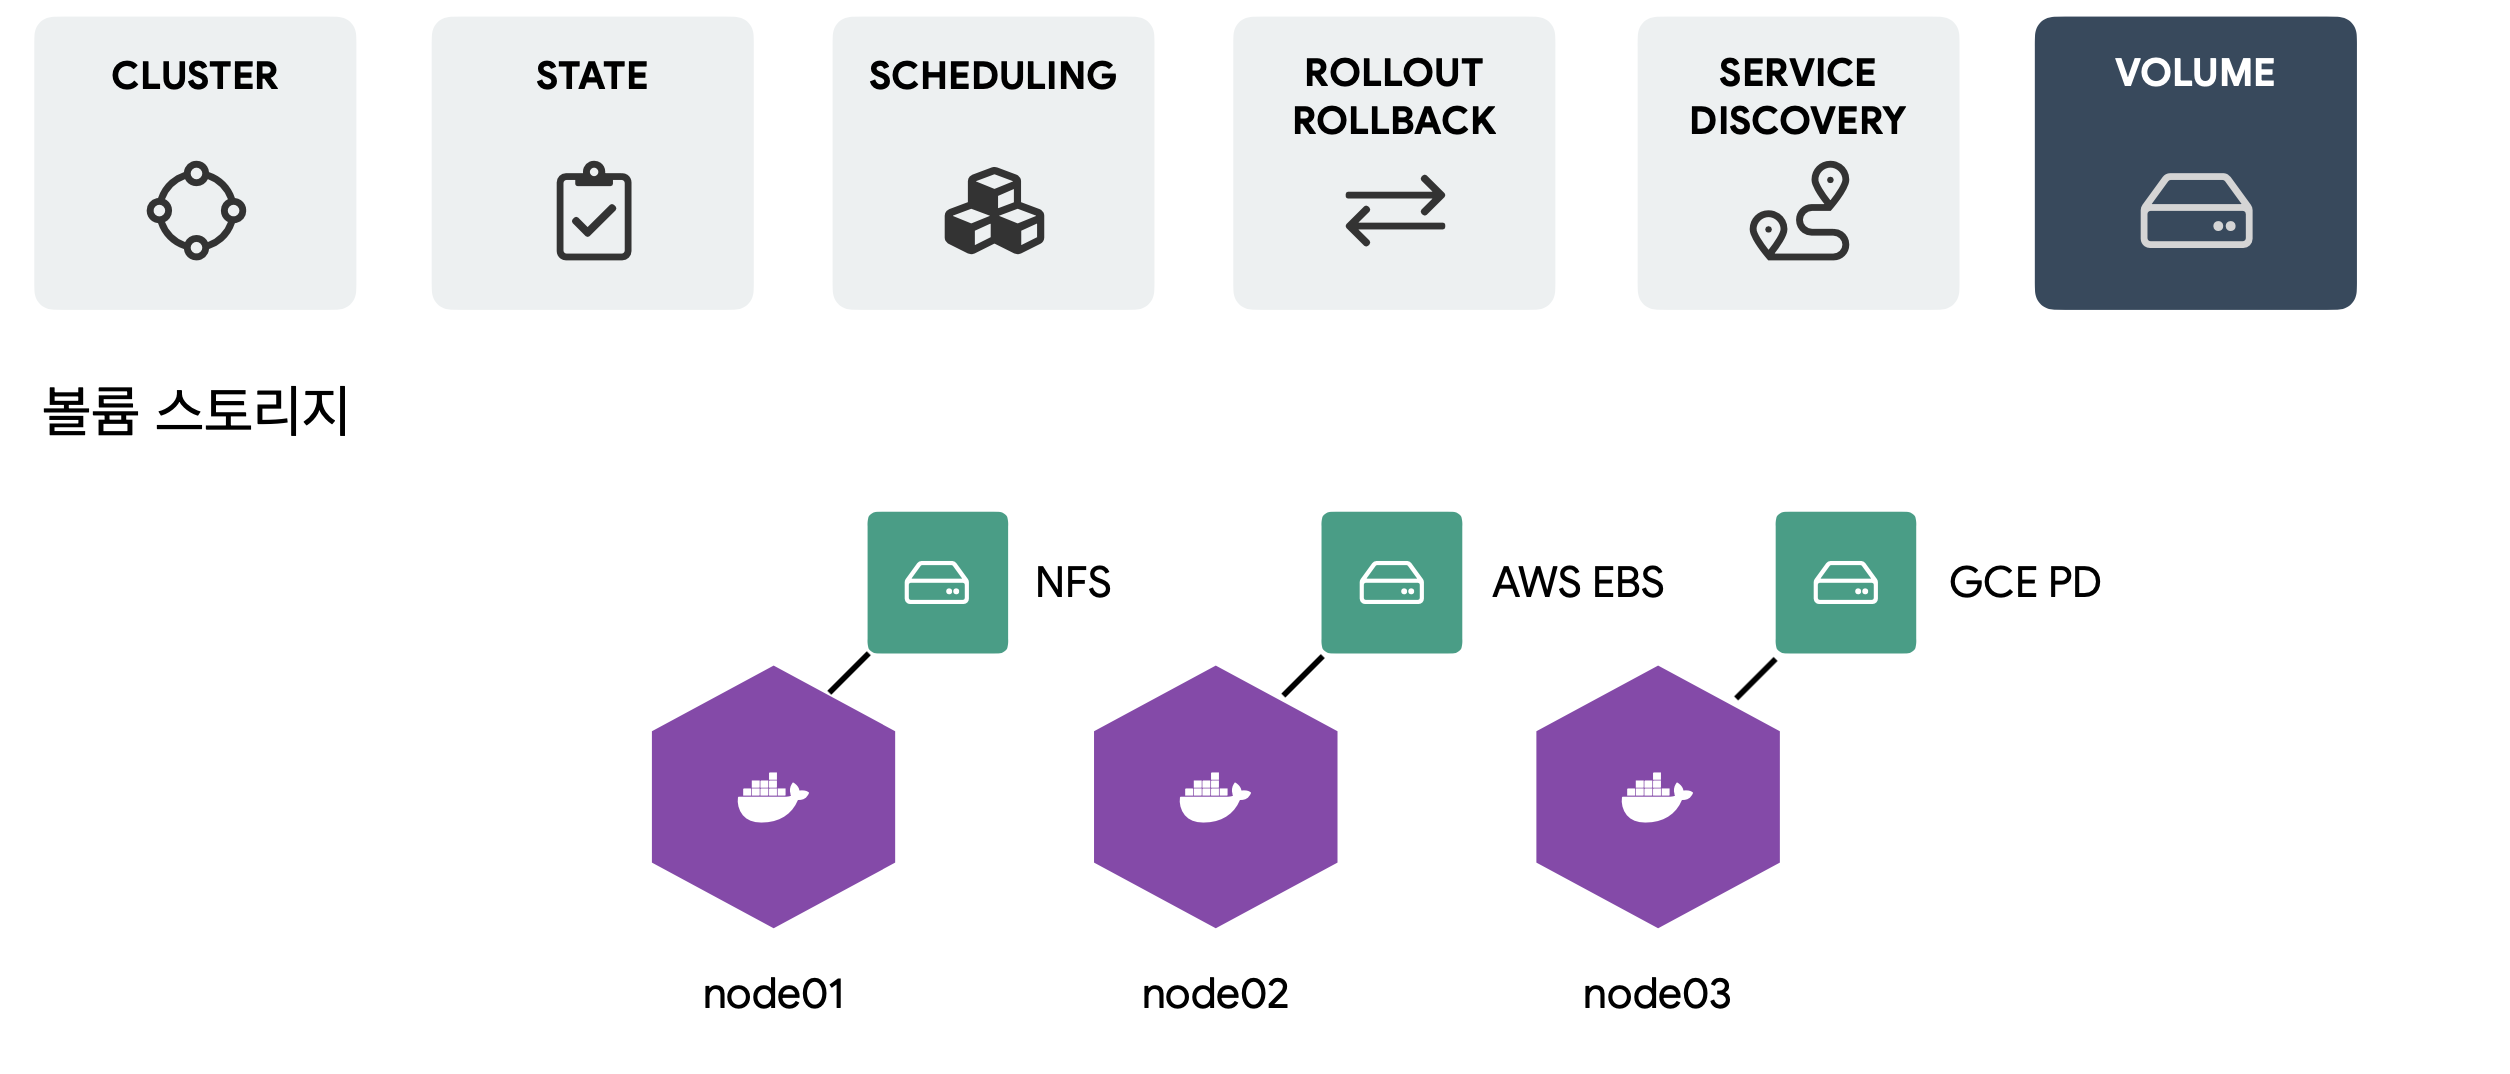 CLUSTER
STATE
SCHEDULING
ROLLOUT
ROLLBACK
SERVICE
DISCOVERY
VOLUME
볼륨 스토리지
NFS
AWS EBS
GCE PD
node01
node02
node03